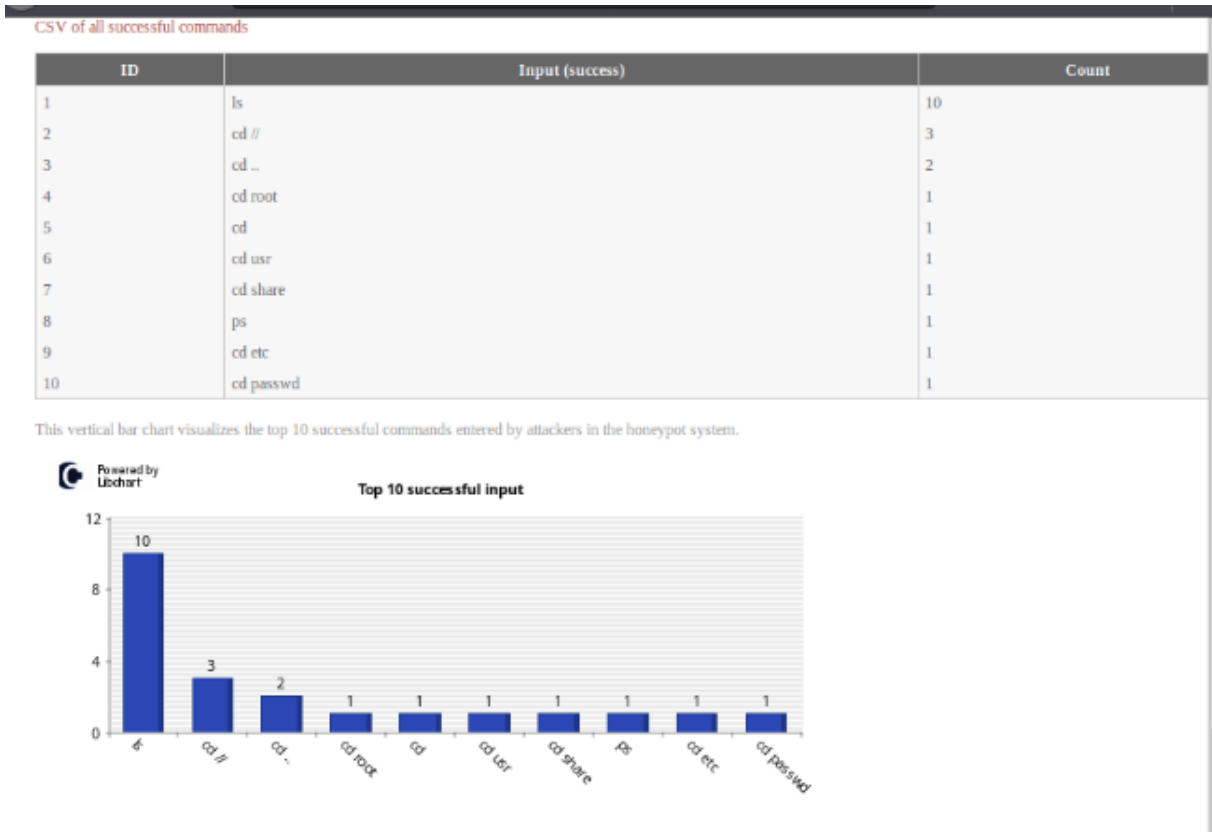 CSV of all successful commands
ID Input (success) Count
1 ls 10
2 cd // 3
3 cd .. 2
4 cd root 1
5 cd 1
6 cd usr 1
7 cd share 1
8 ps 1
9 cd etc 1
10 cd passwd 1
This vertical bar chart visualizes the top 10 successful commands entered by attackers in the honeypot system.
Powered by
Libchart
Top 10 successful input
12
10
8
4
3
2
1 1 1 1 1 1 1
0
ls cd // cd .. cd root cd cd usr cd share ps cd etc cd passwd